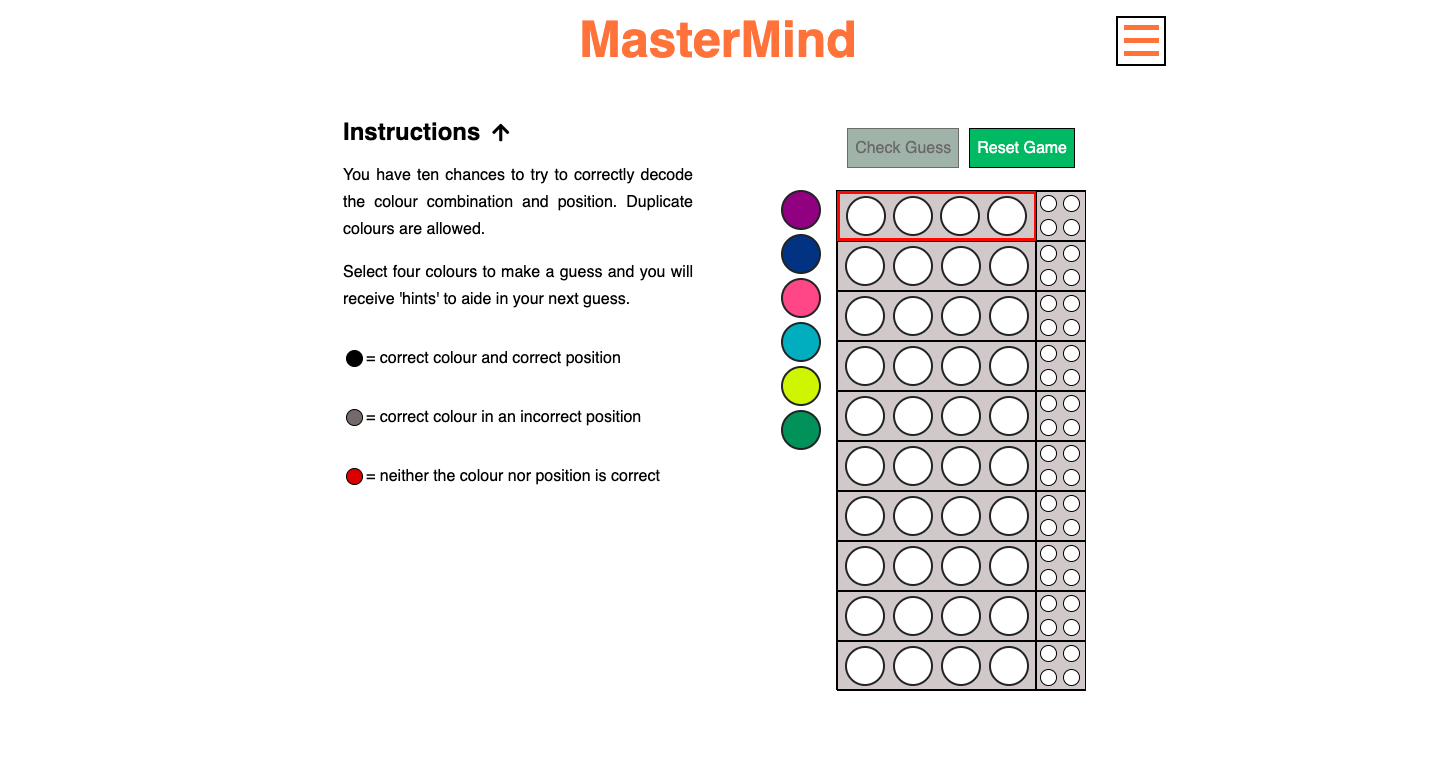 MasterMind
Instructions
You have ten chances to try to correctly decode
the colour combination and position. Duplicate
colours are allowed.
Select four colours to make a guess and you will
receive 'hints' to aide in your next guess.
= correct colour and correct position
= correct colour in an incorrect position
= neither the colour nor position is correct
Check Guess
Reset Game